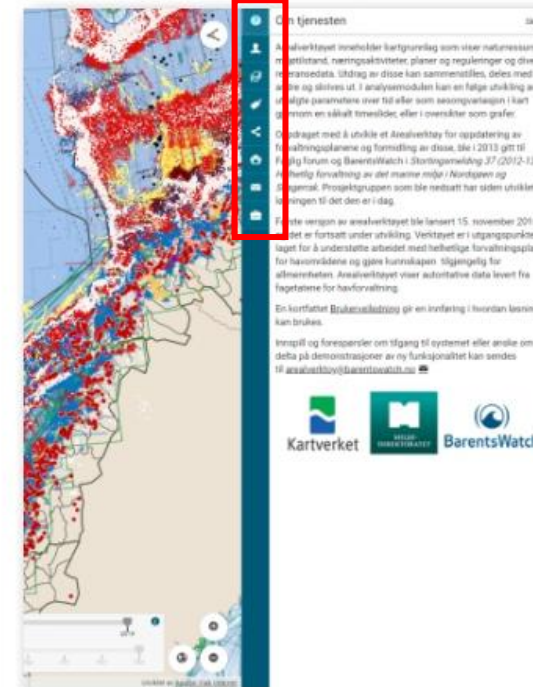 Om tjenesten
Arealverktøyet inneholder kartgrunnlag som viser naturressurser
miljøtilstand, næringsaktiviteter, planer og reguleringer og
referansedata. Utdrag av disse kan sammenstilles, deles med
andre og skrives ut. I analysemodulen kan en følge utvikling
utvalgte parametere over tid eller som sesongvariasjon i kart
gjennom en såkalt timeslider, eller i oversikter som grafer.
Oppdraget med å utvikle et Arealverktøy for oppdatering av
forvaltningsplanene og formidling av disse, ble i 2013 gitt til
Faglig forum og BarentsWatch i Stortingsmelding 37 (2012-
Helhetlig forvaltning av det marine miljø i Nordsjøen og
Skagerrak. Prosjektgruppen som ble nedsatt har siden utviklet
løsningen til det den er i dag.
Første versjon av arealverktøyet ble lansert 15. november
det er fortsatt under utvikling. Verktøyet er i utgangspunktet
laget for å understøtte arbeidet med helhetlige
for havområdene og gjøre kunnskapen tilgjengelig for
allmennheten. Arealverktøyet viser autoritative data levert fra
fagetatene for havforvaltning.
En kortfattet Brukerveiledning gir en innføring i hvordan
kan brukes.
Innspill og forespørsler om tilgang til systemet eller ønske om
delta på demonstrasjoner av ny funksjonalitet kan sendes
til arealverktoy@barentswatch.no
Kartverket
MILJØ-
DIREKTORATET
BarentsWatch